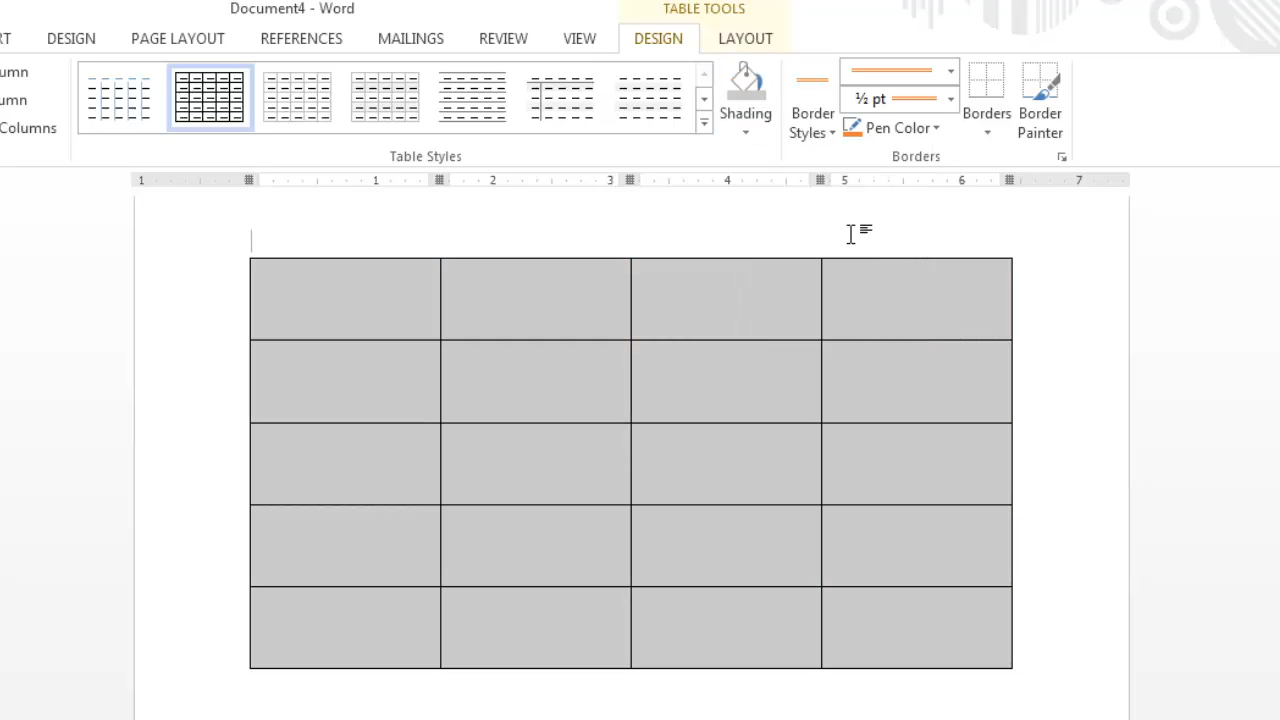 Document4 - Word
TABLE TOOLS
RT DESIGN PAGE LAYOUT REFERENCES MAILINGS REVIEW VIEW DESIGN LAYOUT
umn
umn
Columns
Shading
Border
Styles
½ pt
Pen Color
Borders
Border
Painter
Table Styles
Borders
1 1 2 3 4 5 6 7